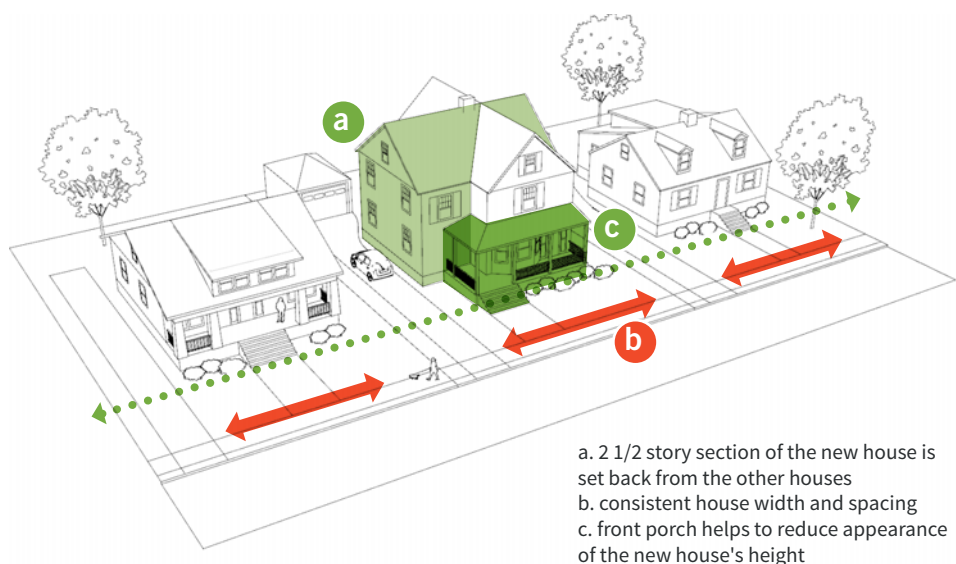 a
c
b
a. 2 1/2 story section of the new house is
set back from the other houses
b. consistent house width and spacing
c. front porch helps to reduce appearance
of the new house's height